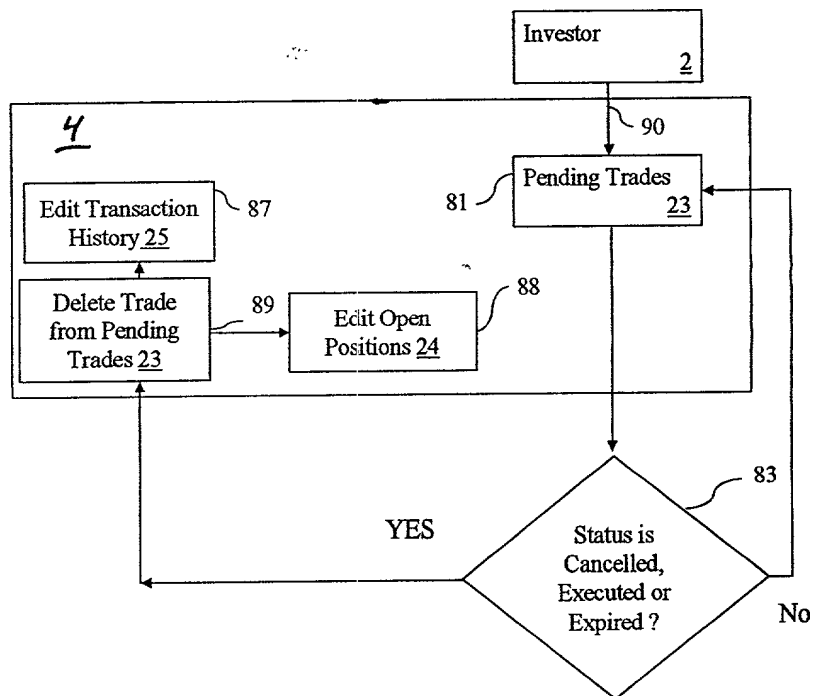 Investor
2
90
4
Pending Trades
23
81
Edit Transaction
History 25
87
Delete Trade
from Pending
Trades 23
89
Edit Open
Positions 24
88
83
YES
Status is
Cancelled,
Executed or
Expired ?
No